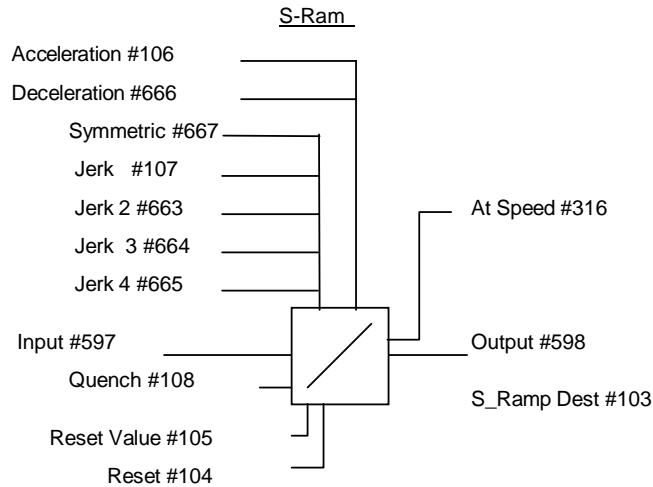 S-Ram
Acceleration #106
Deceleration #666
Symmetric #667
Jerk #107
Jerk 2 #663
Jerk 3 #664
Jerk 4 #665
At Speed #316
Input #597
Output #598
Quench #108
S_Ramp Dest #103
Reset Value #105
Reset #104